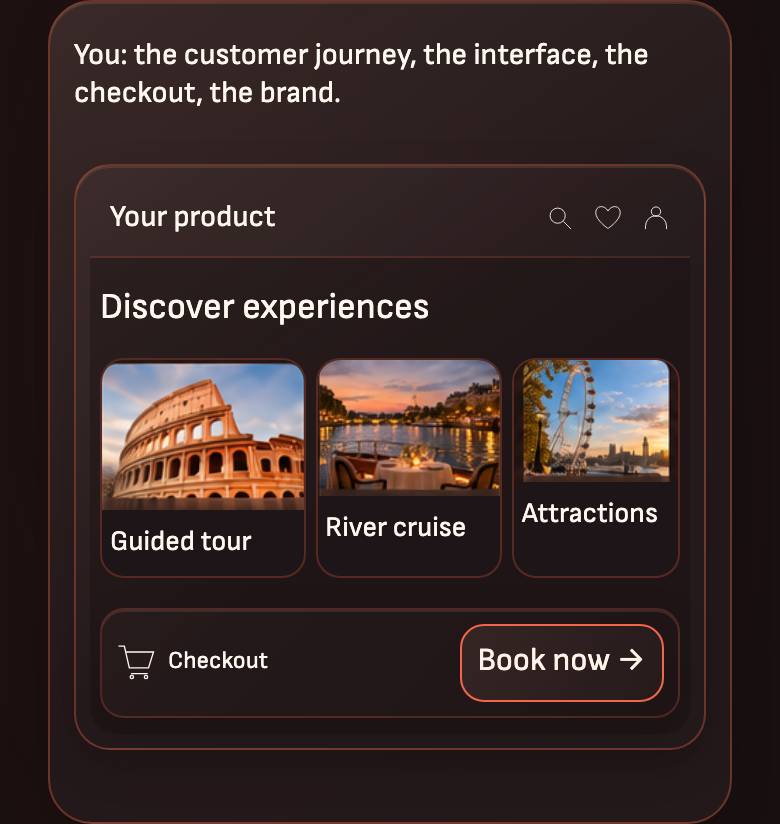 You: the customer journey, the interface, the
checkout, the brand.
Your product
Discover experiences
Guided tour
River cruise
Attractions
Checkout
Book now →